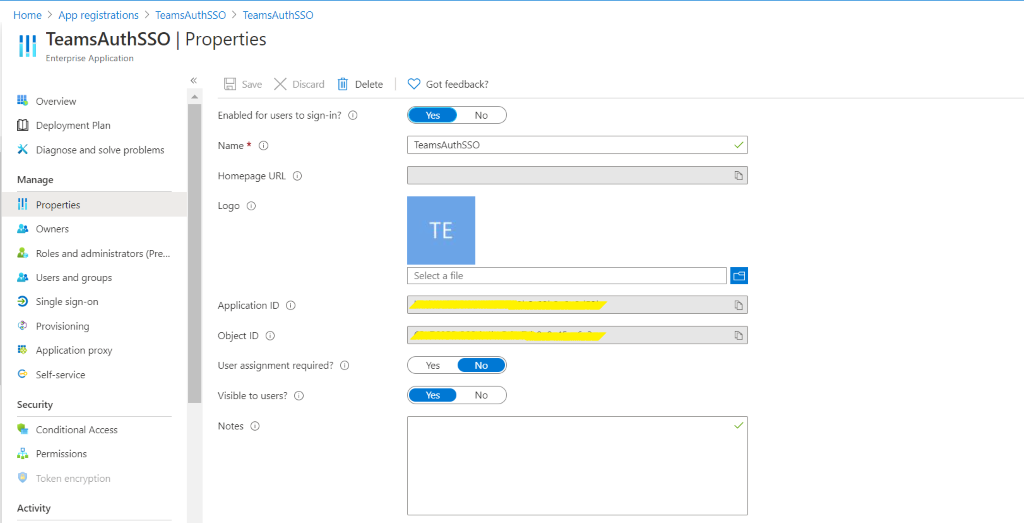 Home > App registrations > TeamsAuthSSO > TeamsAuthSSO
TeamsAuthSSO | Properties
Enterprise Application
«
Overview
Deployment Plan
Diagnose and solve problems
Manage
Properties
Owners
Roles and administrators (Pre...
Users and groups
Single sign-on
Provisioning
Application proxy
Self-service
Security
Conditional Access
Permissions
Token encryption
Activity
Save Discard Delete Got feedback?
Enabled for users to sign-in? Yes No
Name * TeamsAuthSSO
Homepage URL
Logo
TE
Select a file
Application ID
Object ID
User assignment required? Yes No
Visible to users? Yes No
Notes